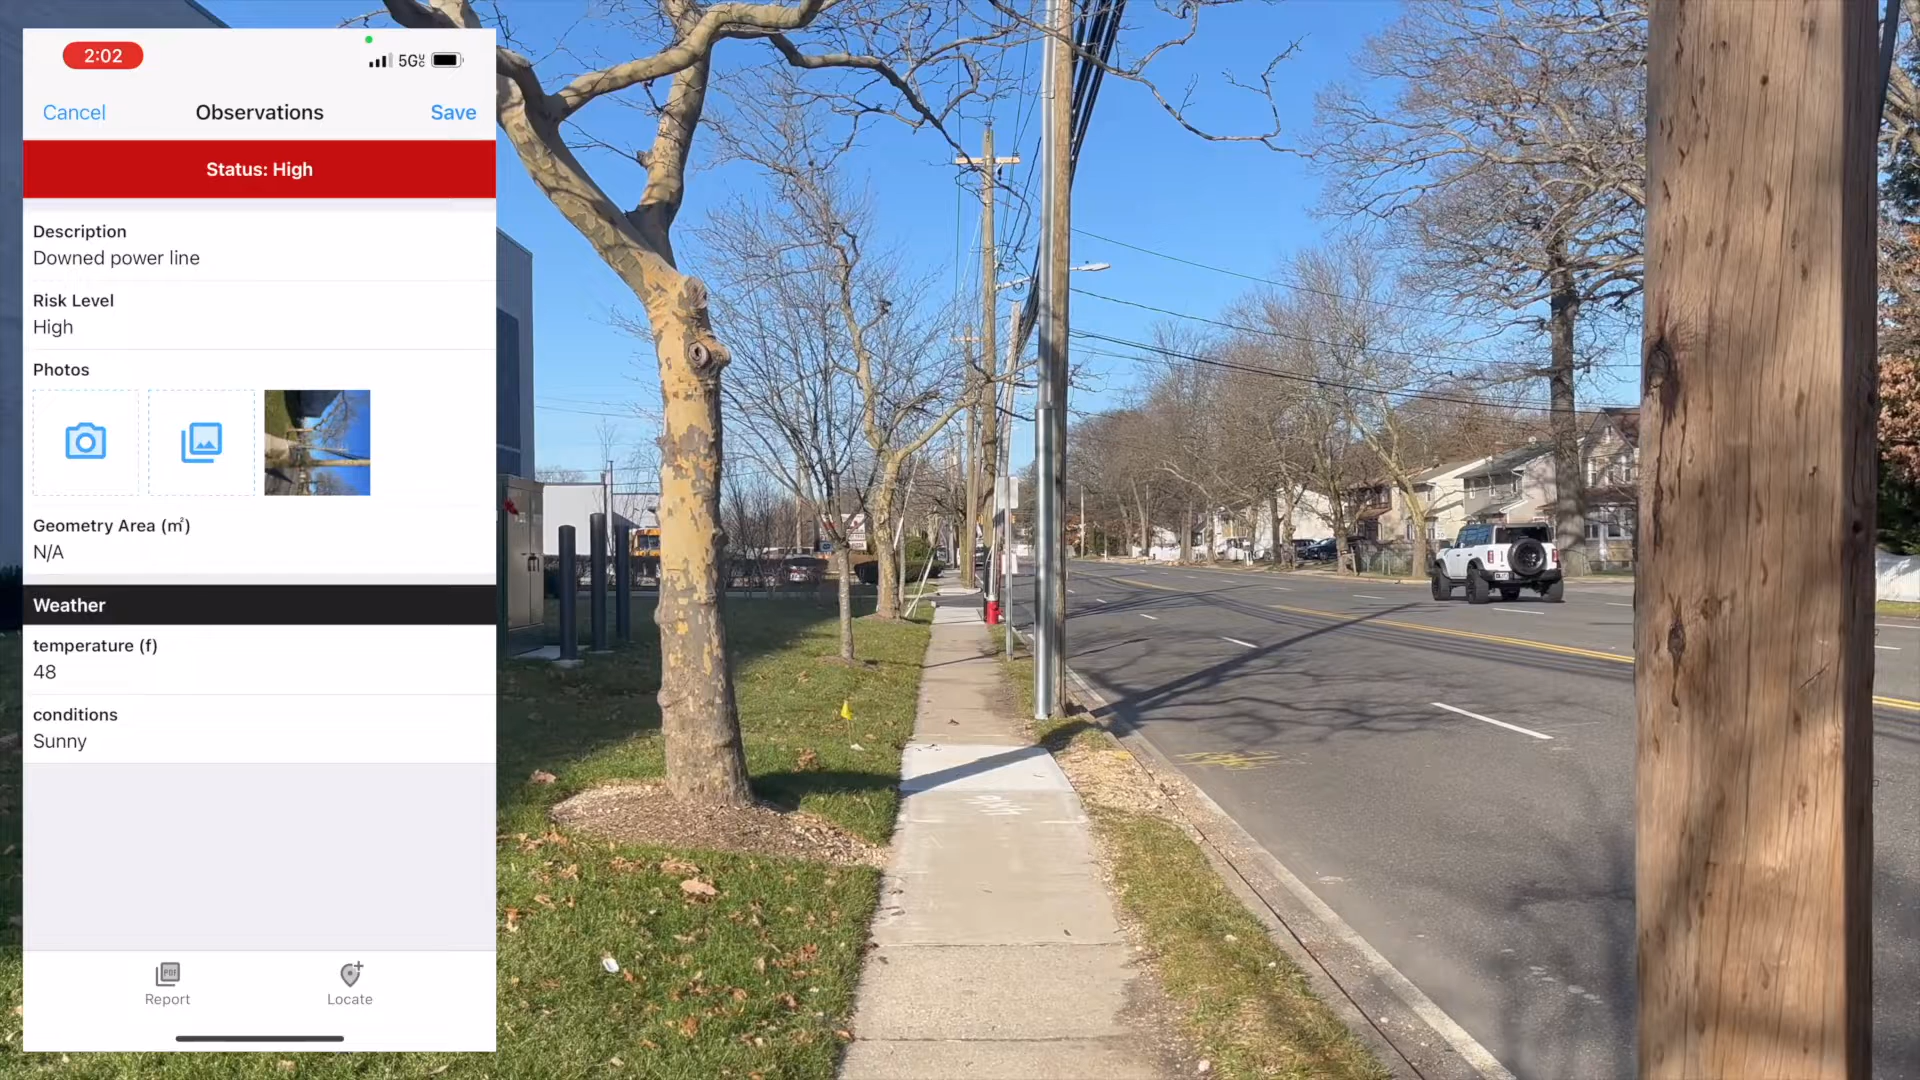 2:02
5G
Cancel
Observations
Save
Status: High
Description
Downed power line
Risk Level
High
Photos
Geometry Area (㎡)
N/A
Weather
temperature (f)
48
conditions
Sunny
PDF
Report
Locate